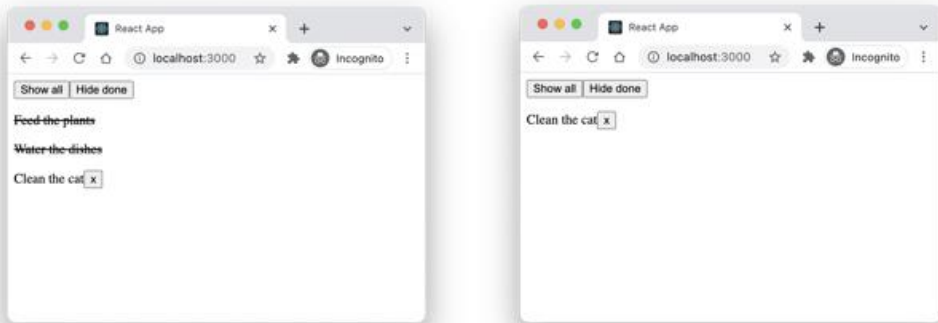 React App
localhost:3000
Incognito
Show all Hide done
Feed the plants
Water the dishes
Clean the cat x
React App
localhost:3000
Incognito
Show all Hide done
Clean the cat x